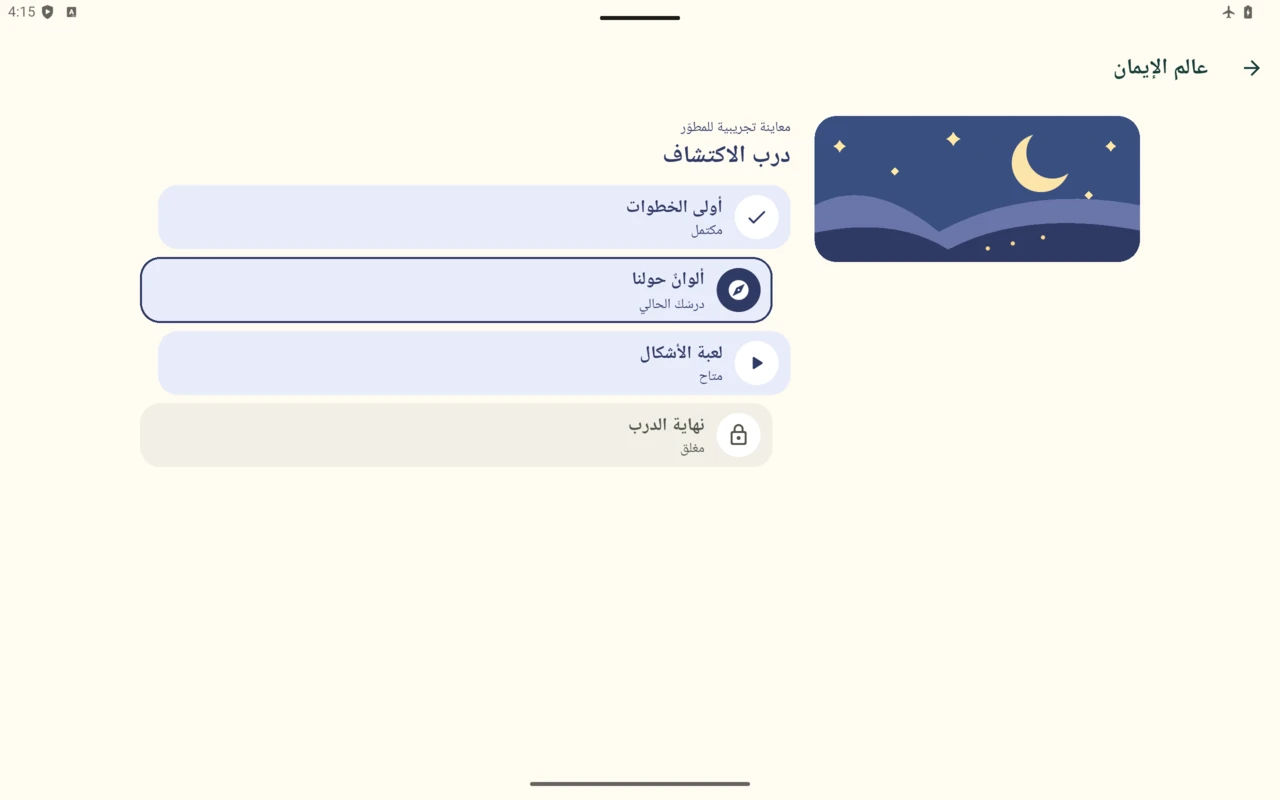 4:15
عالم الإيمان
معاينة تجريبية للمطوّر
درب الاكتشاف
أولى الخطوات
مكتمل
ألوانٌ حولنا
درسُك الحالي
لعبة الأشكال
متاح
نهاية الدرب
مغلق